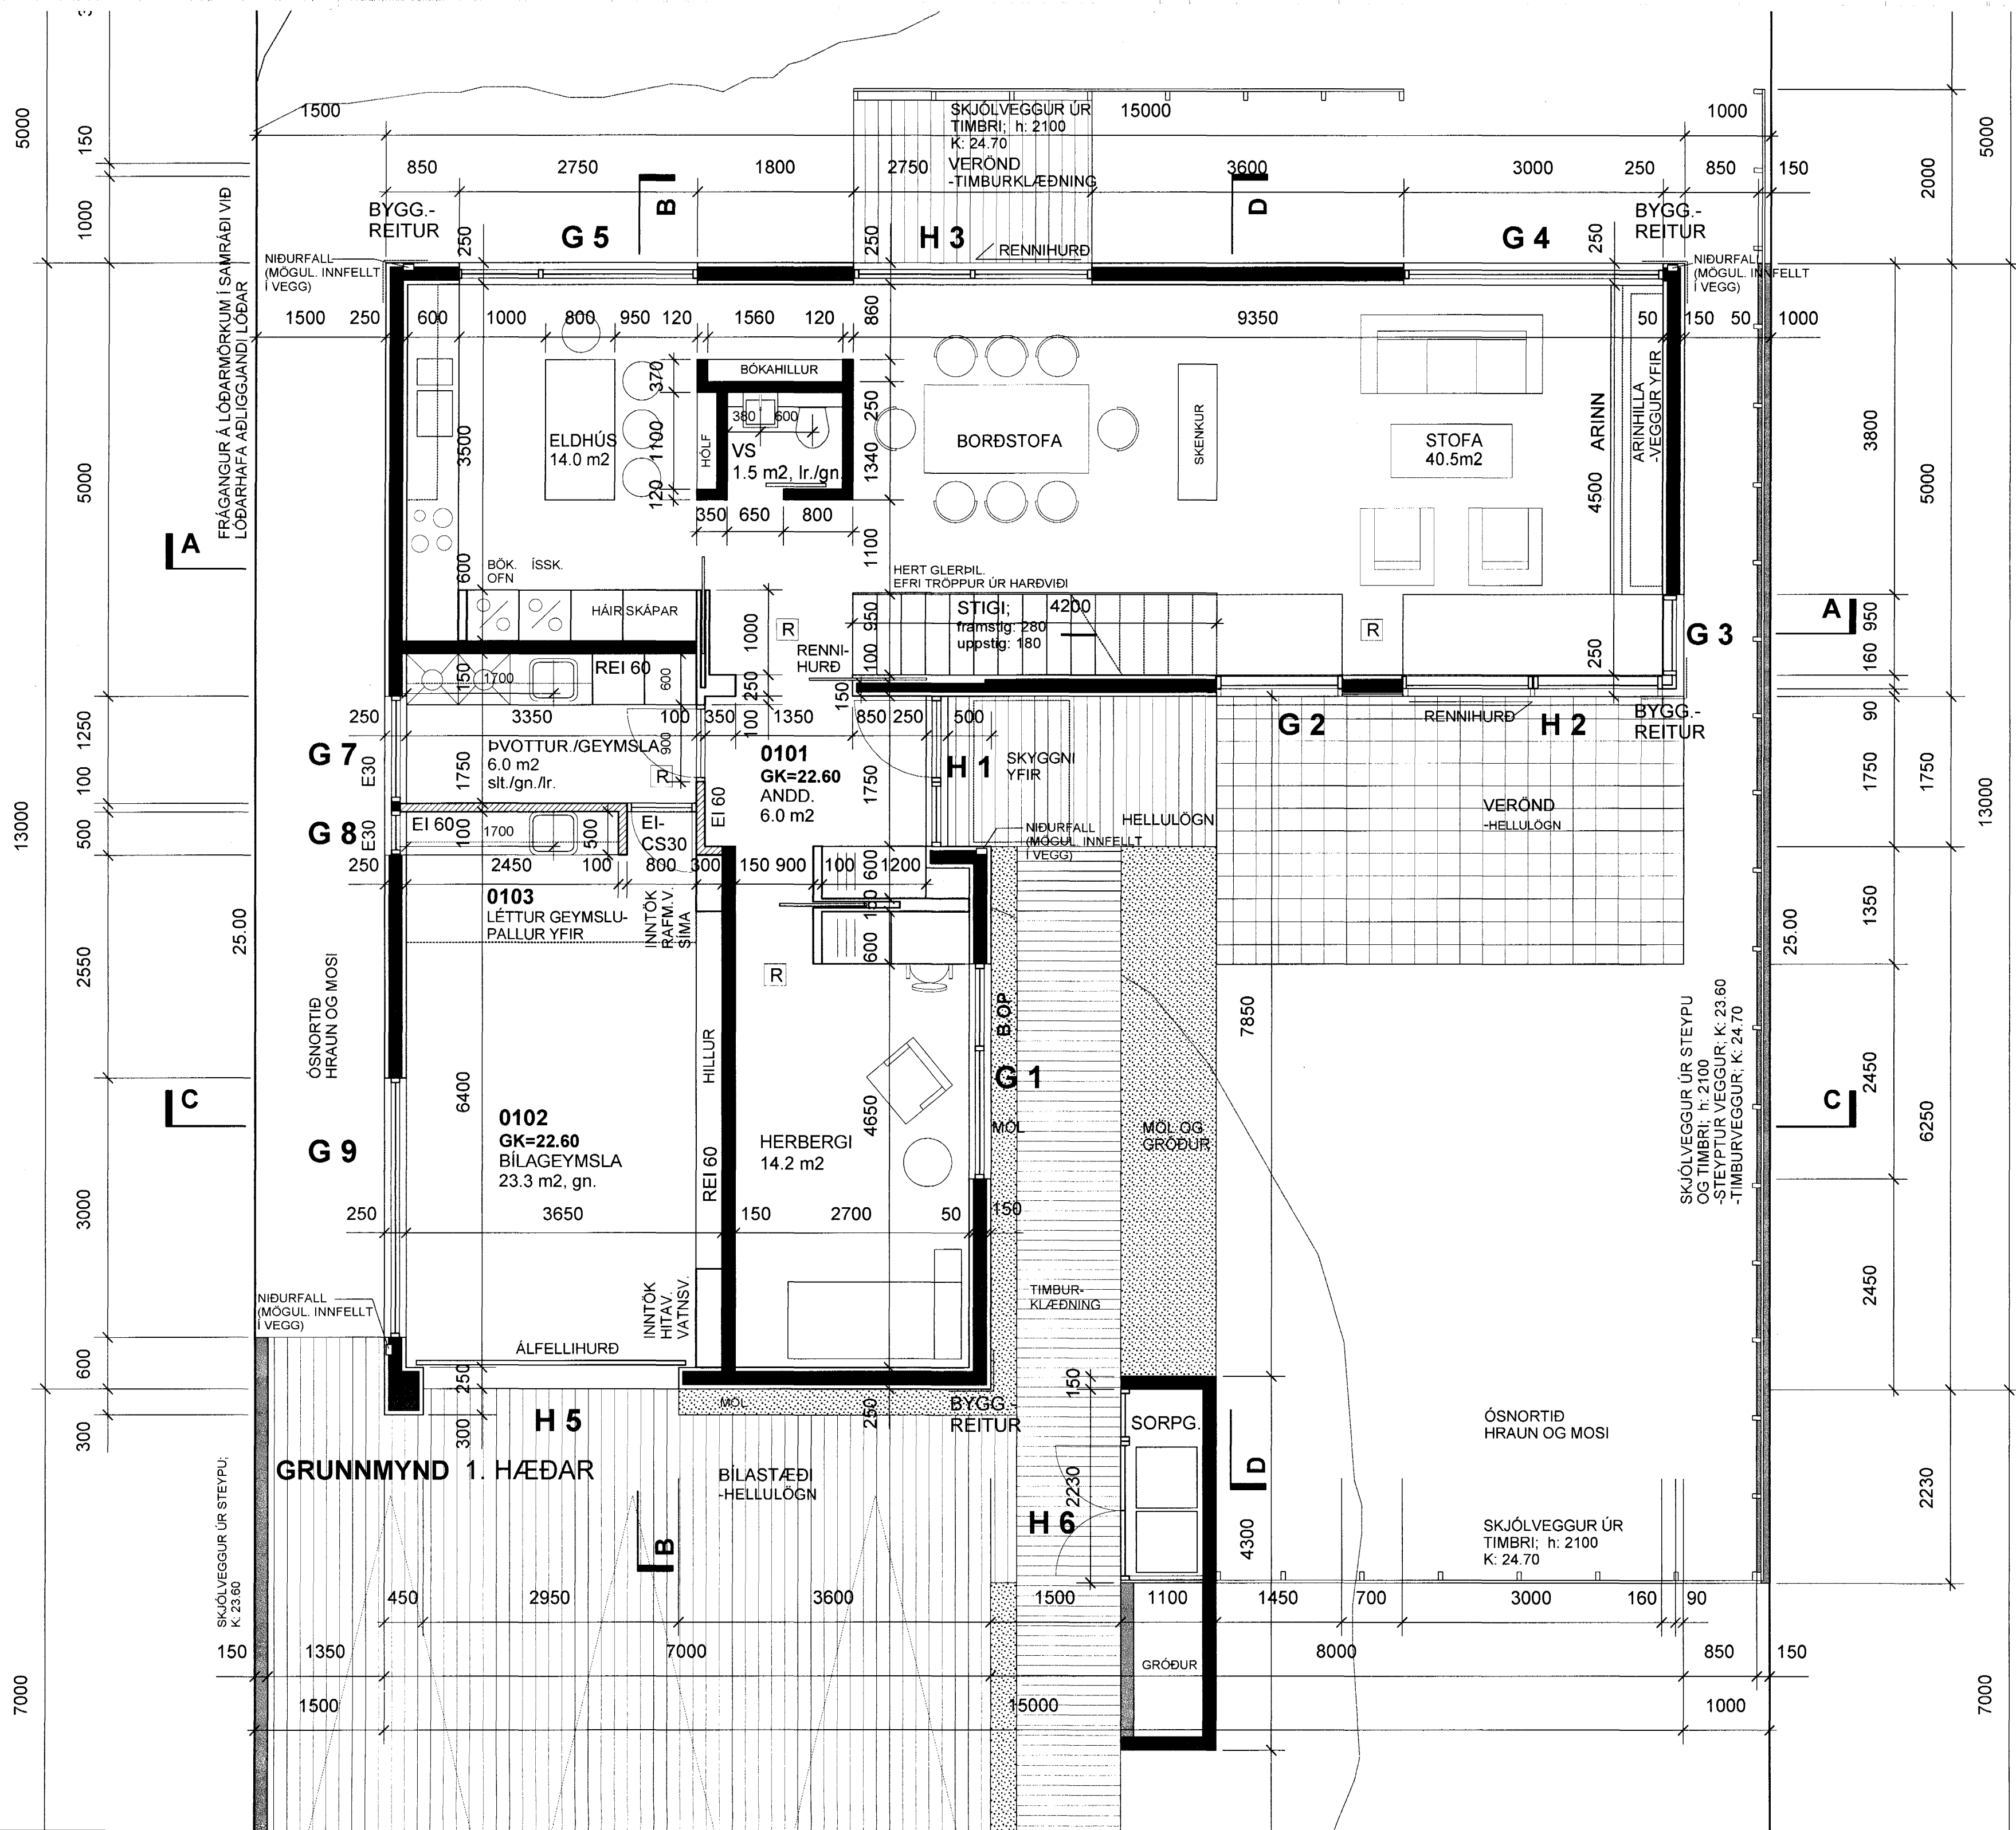 1500
15000
1000
SKJÓLVEGGUR ÚR
TIMBRI; h: 2100
K: 24.70
VERÖND
-TIMBURKLÆÐNING
850
2750
1800
2750
3600
3000
250
850
150
5000
150
1000
5000
1250
100
500
2550
3000
600
300
13000
7000
BYGG.-
REITUR
250
G 5
B
250
H 3
RENNIHURÐ
D
G 4
250
BYGG.-
REITUR
NIÐURFALL
(MÖGUL. INNFELLT
Í VEGG)
NIÐURFALL
(MÖGUL. INNFELLT
Í VEGG)
FRÁGANGUR Á LÓÐARMÖRKUM Í SAMRÁÐI VIÐ
LÓÐARHAFA AÐLIGGJANDI LÓÐAR
1500
250
600
1000
800
950
120
1560
120
860
9350
50
150
50
1000
BÓKAHILLUR
370
380
600
250
ELDHÚS
14.0 m2
3500
1100
HÓLF
VS
1.5 m2, lr./gn.
1340
120
350
650
800
1100
BORÐSTOFA
SKENKUR
STOFA
40.5m2
4500
ARINN
ARINHILLA
-VEGGUR YFIR
A
600
BÖK.
OFN
ÍSSK.
HÁIR SKÁPAR
HERT GLERÞIL.
EFRI TRÖPPUR ÚR HARÐVIÐI
STIGI;
framstig: 280
uppstig: 180
4200
950
100
1000
R
RENNI-
HURÐ
R
250
A
G 3
150
1700
REI 60
600
250
150
250
3350
100
350
100
1350
850
250
500
G 7
E30
ÞVOTTUR./GEYMSLA
6.0 m2
slt./gn./lr.
1750
900
R
0101
GK=22.60
ANDD.
6.0 m2
1750
H 1
SKYGGNI
YFIR
G 2
RENNIHURÐ
H 2
BYGG.-
REITUR
VERÖND
-HELLULÖGN
HELLULÖGN
NIÐURFALL
(MÖGUL. INNFELLT
Í VEGG)
EI 60
G 8
E30
EI 60
100
1700
500
EI-
CS30
250
2450
100
800
300
150
900
100
1200
600
600
0103
LÉTTUR GEYMSLU-
PALLUR YFIR
INNTÖK
RAFM.V.
SÍMA
R
25.00
ÓSNORTIÐ
HRAUN OG MOSI
C
G 9
6400
0102
GK=22.60
BÍLAGEYMSLA
23.3 m2, gn.
HILLUR
REI 60
HERBERGI
14.2 m2
4650
B.OP
G 1
MÖL
MÖL OG
GRÓÐUR
7850
C
250
3650
150
2700
50
150
INNTÖK
HITAV.
VATNSV.
TIMBUR-
KLÆÐNING
NIÐURFALL
(MÖGUL. INNFELLT
Í VEGG)
ÁLFELLIHURÐ
250
300
H 5
MÖL
250
BYGG.-
REITUR
150
SORPG.
2230
D
H 6
4300
ÓSNORTIÐ
HRAUN OG MOSI
GRUNNMYND 1. HÆÐAR
BÍLASTÆÐI
-HELLULÖGN
B
SKJÓLVEGGUR ÚR STEYPU;
K: 23.60
SKJÓLVEGGUR ÚR
TIMBRI; h: 2100
K: 24.70
SKJÓLVEGGUR ÚR STEYPU
OG TIMBRI; h: 2100
-STEYPTUR VEGGUR; K: 23.60
-TIMBURVEGGUR; K: 24.70
25.00
5000
2000
3800
5000
950
160
90
1750
1750
13000
1350
2450
6250
2450
2230
7000
450
2950
3600
1500
1100
1450
700
3000
160
90
150
1350
7000
8000
850
150
GRÓÐUR
1500
15000
1000